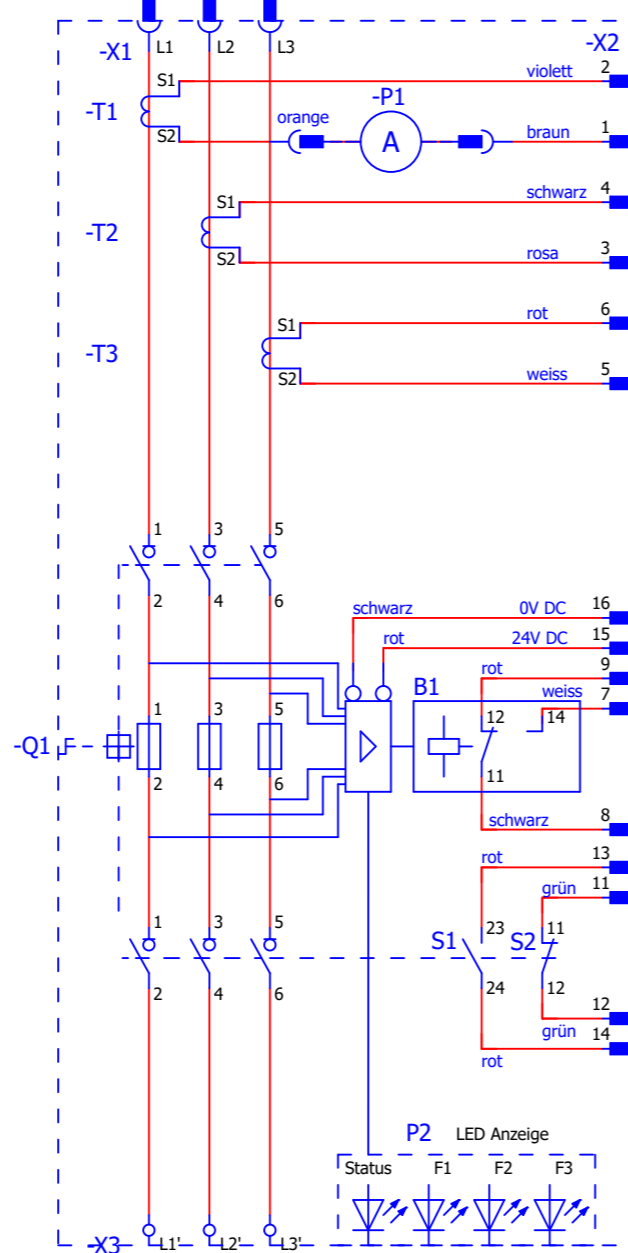 -X1 L1 L2 L3 -X2
S1 violett 2
-T1 -P1
orange A braun 1
S2
S1 schwarz 4
-T2
S2 rosa 3
S1 rot 6
-T3
S2 weiss 5
1 3 5
2 4 6
schwarz 0V DC 16
rot 24V DC 15
rot 9
B1 weiss 7
1 3 5 12 14
-Q1
2 4 6 11
schwarz 8
rot 13
grün 11
1 3 5 23 11
S1 S2
2 4 6 24 12
12
grün 14
rot
P2 LED Anzeige
Status F1 F2 F3
-X3 L1' L2' L3'